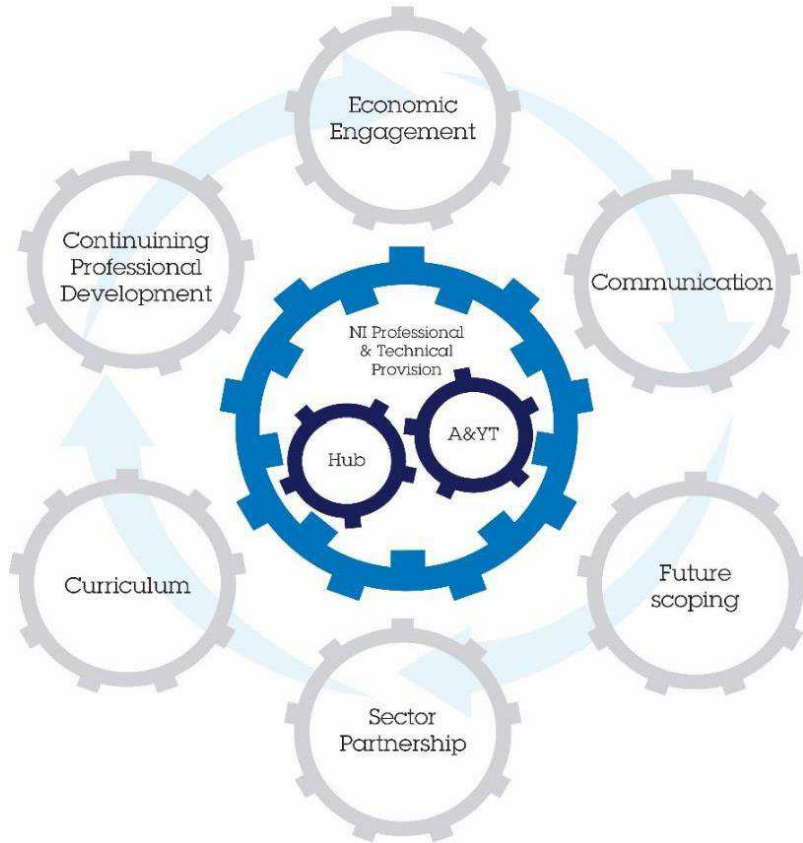 Economic
Engagement
Continuining
Professional
Development
Communication
NI Professional
& Technical
Provision
Hub
A&YT
Curriculum
Future
scoping
Sector
Partnership